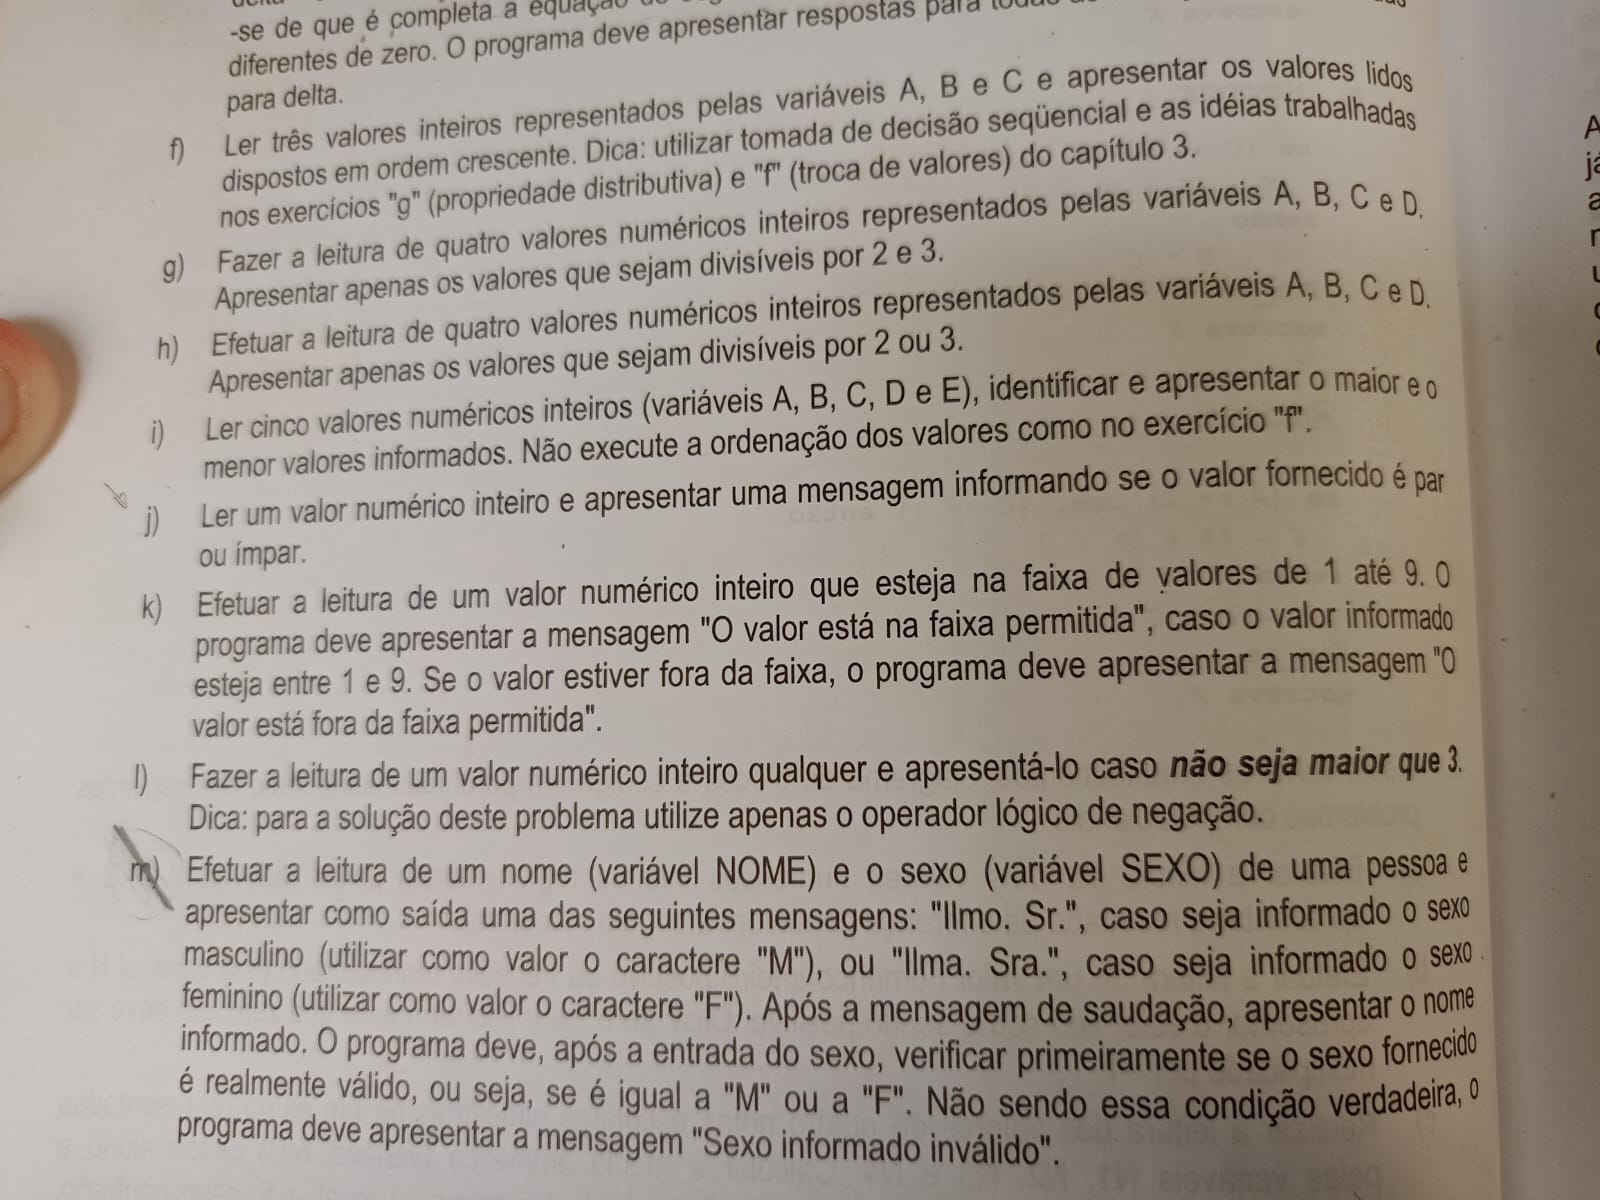 -se de que é completa a equação
diferentes de zero. O programa deve apresentar respostas para
para delta.
f) Ler três valores inteiros representados pelas variáveis A, B e C e apresentar os valores lidos
dispostos em ordem crescente. Dica: utilizar tomada de decisão seqüencial e as idéias trabalhadas
nos exercícios "g" (propriedade distributiva) e "f" (troca de valores) do capítulo 3.
g) Fazer a leitura de quatro valores numéricos inteiros representados pelas variáveis A, B, C e D.
Apresentar apenas os valores que sejam divisíveis por 2 e 3.
h) Efetuar a leitura de quatro valores numéricos inteiros representados pelas variáveis A, B, C e D.
Apresentar apenas os valores que sejam divisíveis por 2 ou 3.
i) Ler cinco valores numéricos inteiros (variáveis A, B, C, D e E), identificar e apresentar o maior e o
menor valores informados. Não execute a ordenação dos valores como no exercício "f".
j) Ler um valor numérico inteiro e apresentar uma mensagem informando se o valor fornecido é par
ou ímpar.
k) Efetuar a leitura de um valor numérico inteiro que esteja na faixa de valores de 1 até 9. O
programa deve apresentar a mensagem "O valor está na faixa permitida", caso o valor informado
esteja entre 1 e 9. Se o valor estiver fora da faixa, o programa deve apresentar a mensagem "O
valor está fora da faixa permitida".
l) Fazer a leitura de um valor numérico inteiro qualquer e apresentá-lo caso não seja maior que 3.
Dica: para a solução deste problema utilize apenas o operador lógico de negação.
m) Efetuar a leitura de um nome (variável NOME) e o sexo (variável SEXO) de uma pessoa e
apresentar como saída uma das seguintes mensagens: "Ilmo. Sr.", caso seja informado o sexo
masculino (utilizar como valor o caractere "M"), ou "Ilma. Sra.", caso seja informado o sexo
feminino (utilizar como valor o caractere "F"). Após a mensagem de saudação, apresentar o nome
informado. O programa deve, após a entrada do sexo, verificar primeiramente se o sexo fornecido
é realmente válido, ou seja, se é igual a "M" ou a "F". Não sendo essa condição verdadeira, o
programa deve apresentar a mensagem "Sexo informado inválido".